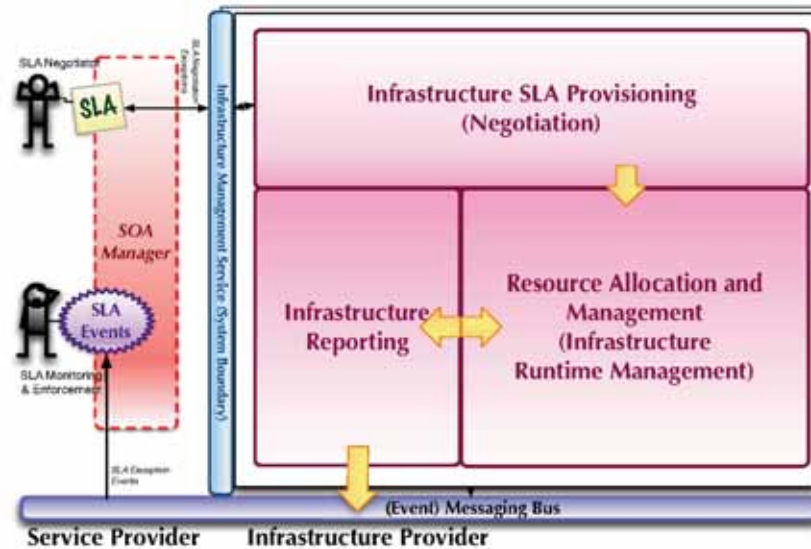 SLA Negotiator
SLA
SLA Negotiation/
Exceptions
Infrastructure Management Service (System Boundary)
Infrastructure SLA Provisioning
(Negotiation)
SOA
Manager
SLA
Events
SLA Monitoring
& Enforcement
SLA Exception
Events
Infrastructure
Reporting
Resource Allocation and
Management
(Infrastructure
Runtime Management)
(Event) Messaging Bus
Service Provider
Infrastructure Provider